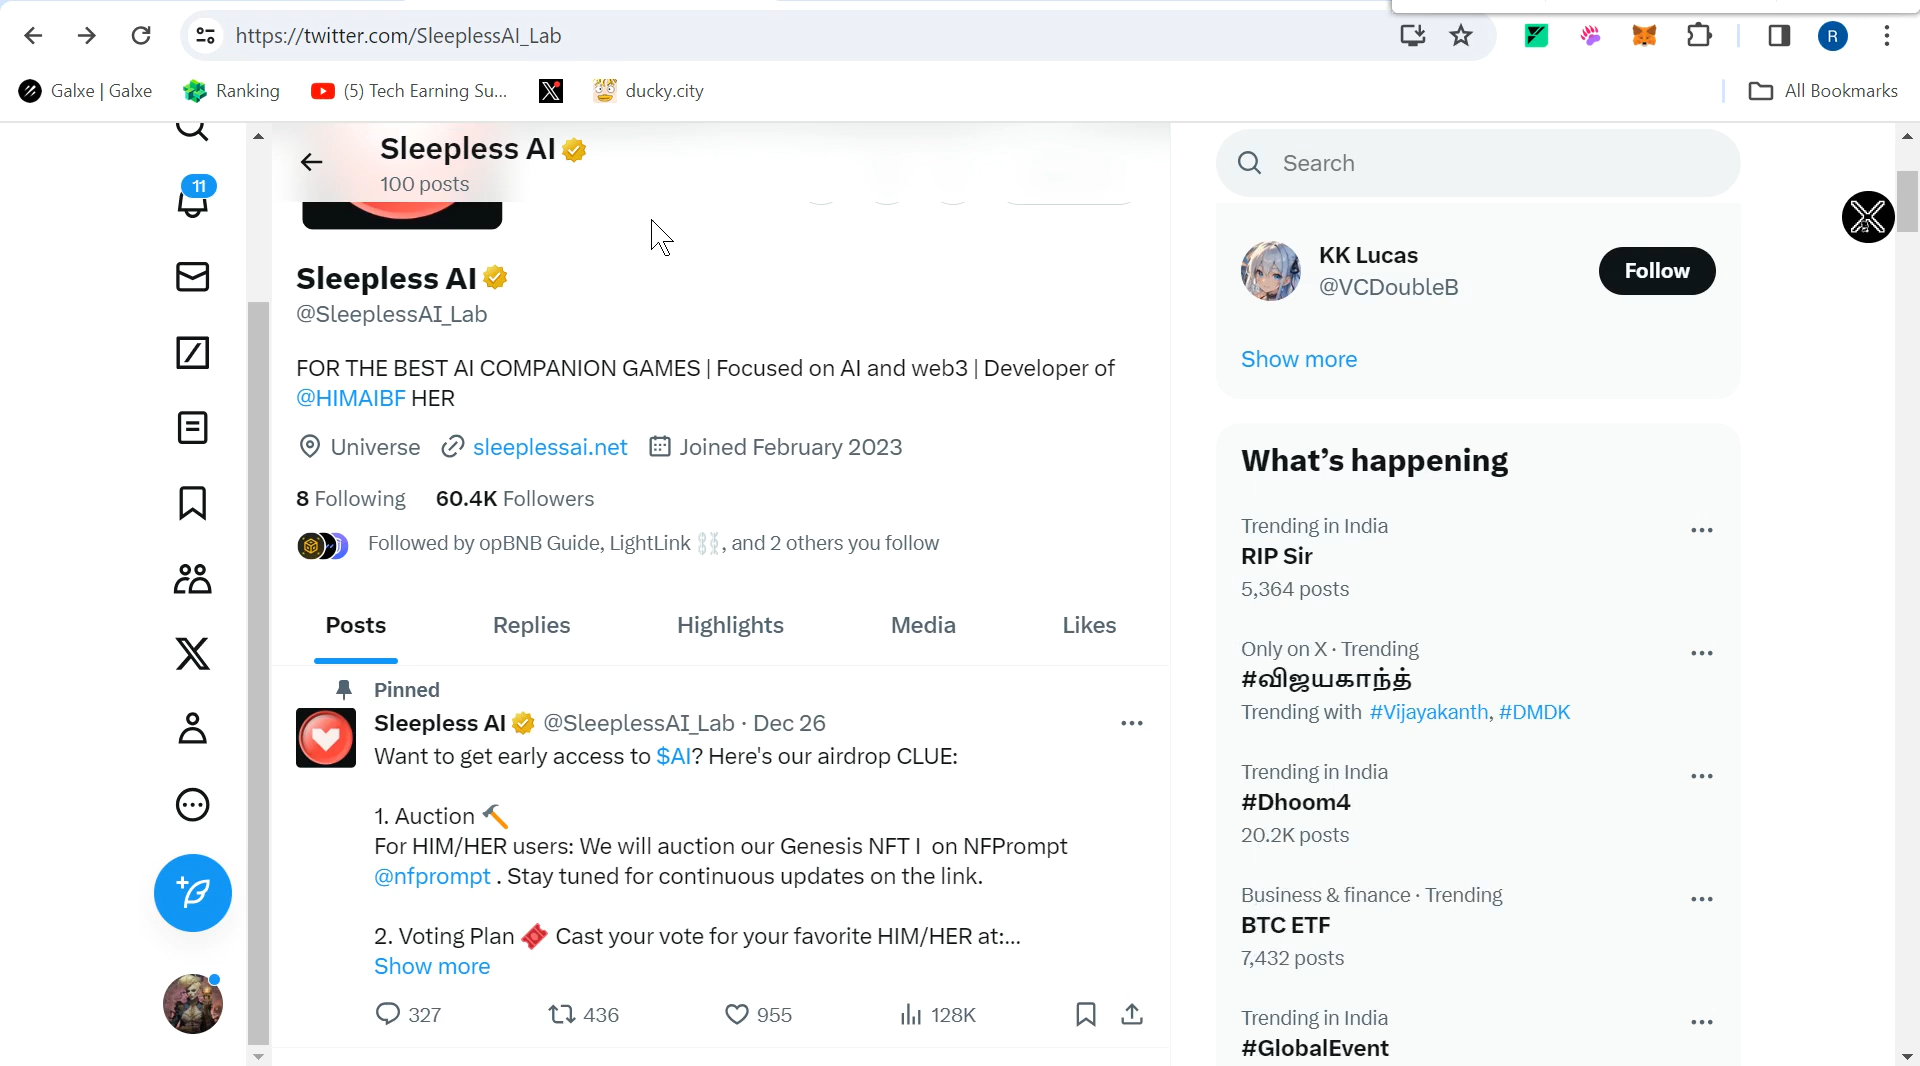 https://twitter.com/SleeplessAI_Lab
R
Galxe | Galxe
Ranking
(5) Tech Earning Su...
ducky.city
All Bookmarks
11
Sleepless AI
100 posts
Sleepless AI
@SleeplessAI_Lab
FOR THE BEST AI COMPANION GAMES | Focused on AI and web3 | Developer of
@HIMAIBF HER
Universe sleeplessai.net Joined February 2023
8 Following 60.4K Followers
Followed by opBNB Guide, LightLink ⛓️, and 2 others you follow
Posts Replies Highlights Media Likes
Pinned
Sleepless AI @SleeplessAI_Lab · Dec 26
Want to get early access to $AI? Here's our airdrop CLUE:
1. Auction 🔨
For HIM/HER users: We will auction our Genesis NFT I on NFPrompt
@nfprompt . Stay tuned for continuous updates on the link.
2. Voting Plan 🎟️ Cast your vote for your favorite HIM/HER at:...
Show more
327 436 955 128K
Search
KK Lucas
@VCDoubleB
Follow
Show more
What's happening
Trending in India
RIP Sir
5,364 posts
Only on X · Trending
#விஜயகாந்த்
Trending with #Vijayakanth, #DMDK
Trending in India
#Dhoom4
20.2K posts
Business & finance · Trending
BTC ETF
7,432 posts
Trending in India
#GlobalEvent